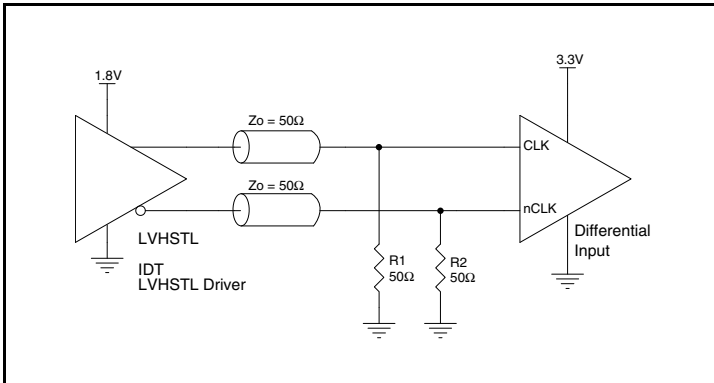 1.8V
3.3V
Zo = 50Ω
CLK
Zo = 50Ω
nCLK
LVHSTL
IDT
LVHSTL Driver
R1
50Ω
R2
50Ω
Differential
Input